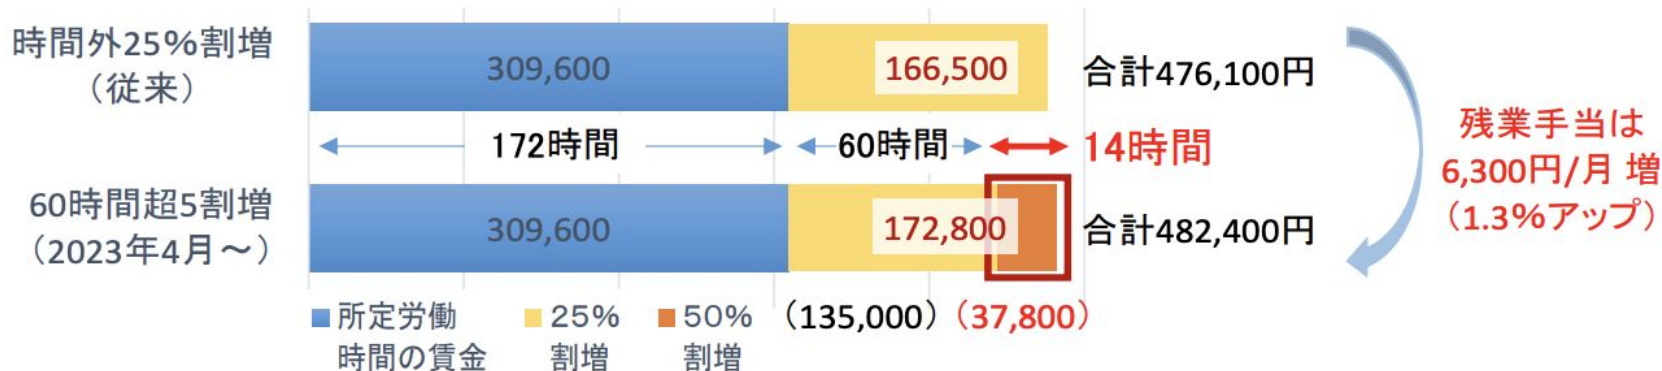 時間外25%割増
（従来）
309,600
166,500
合計476,100円
172時間
60時間
14時間
60時間超5割増
（2023年4月～）
309,600
172,800
合計482,400円
残業手当は
6,300円/月 増
（1.3%アップ）
所定労働
時間の賃金
25%
割増
50%
割増
（135,000）
（37,800）